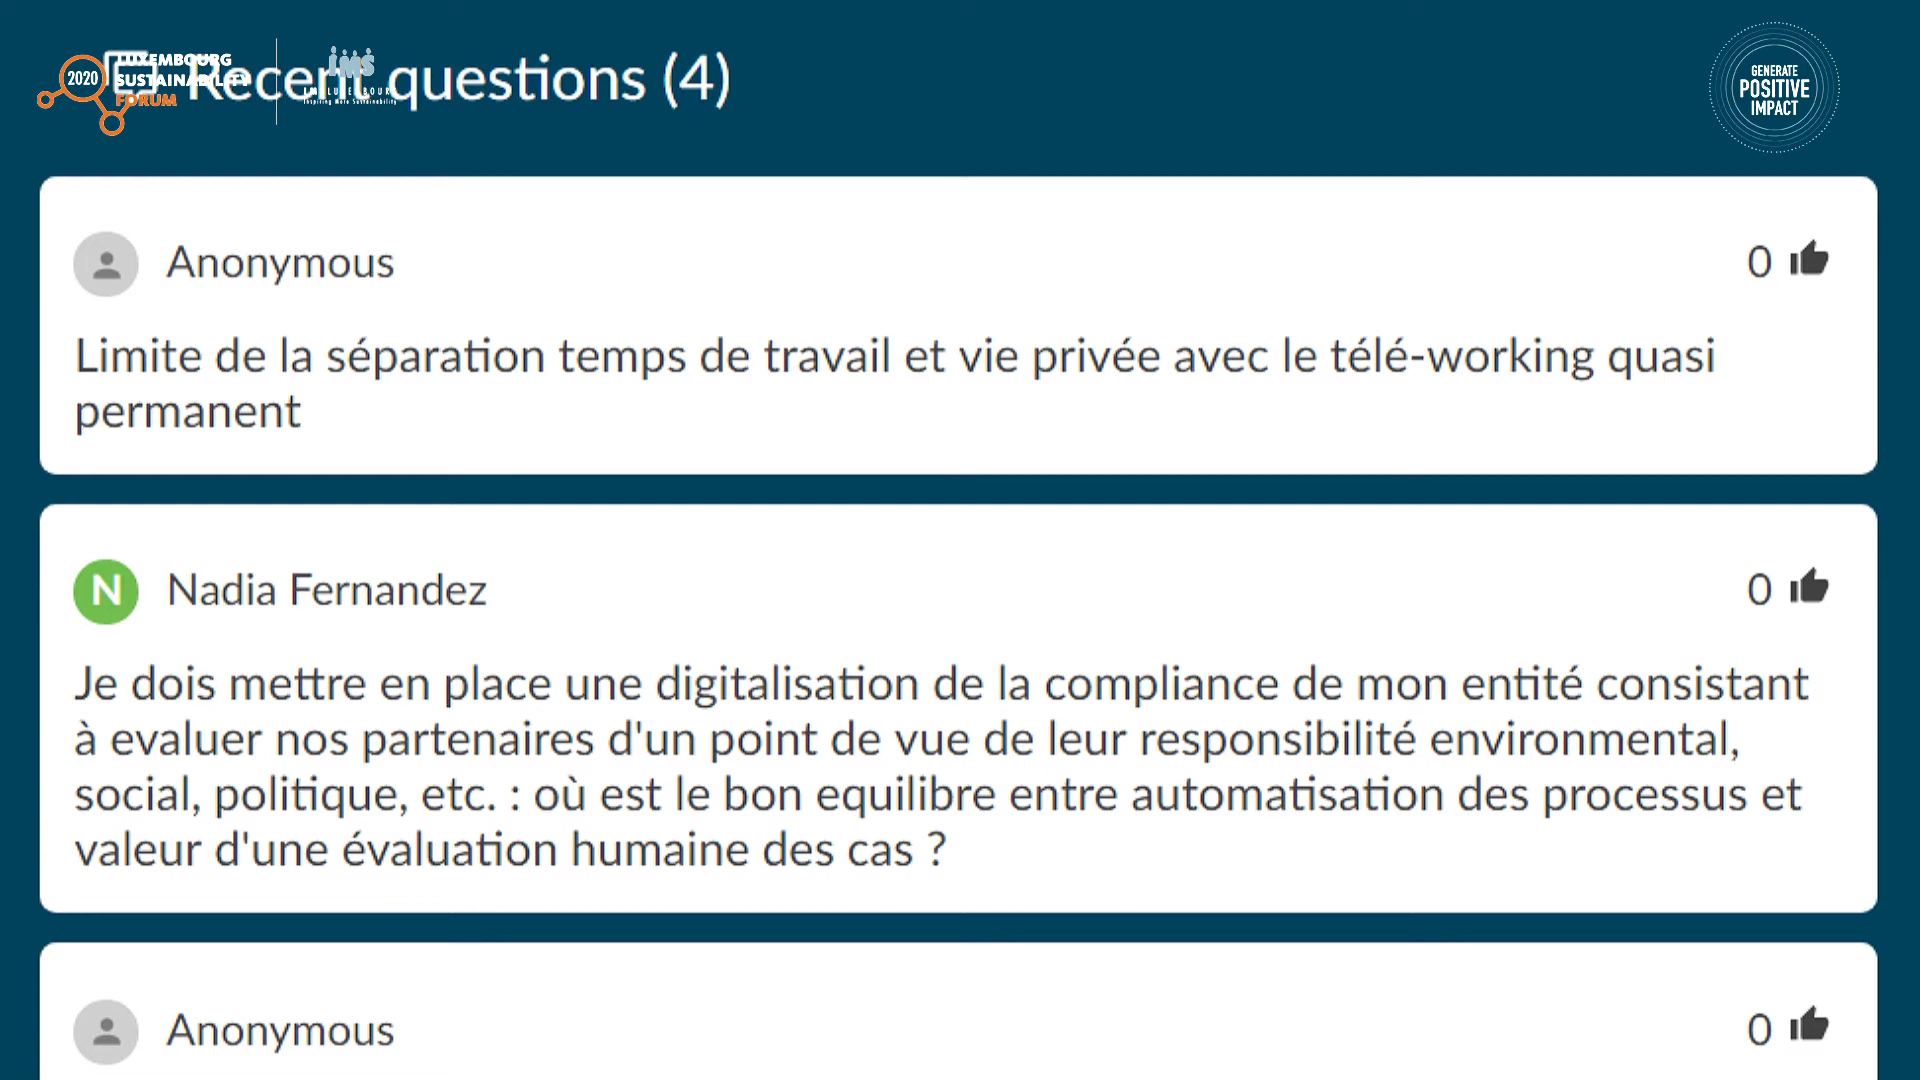 2020
LUXEMBOURG
SUSTAINABILITY
FORUM
ims
Inspiring More Sustainability
Recent questions (4)
GENERATE
POSITIVE
IMPACT
Anonymous
0
Limite de la séparation temps de travail et vie privée avec le télé-working quasi
permanent
N
Nadia Fernandez
0
Je dois mettre en place une digitalisation de la compliance de mon entité consistant
à evaluer nos partenaires d'un point de vue de leur responsibilité environmental,
social, politique, etc. : où est le bon equilibre entre automatisation des processus et
valeur d'une évaluation humaine des cas ?
Anonymous
0